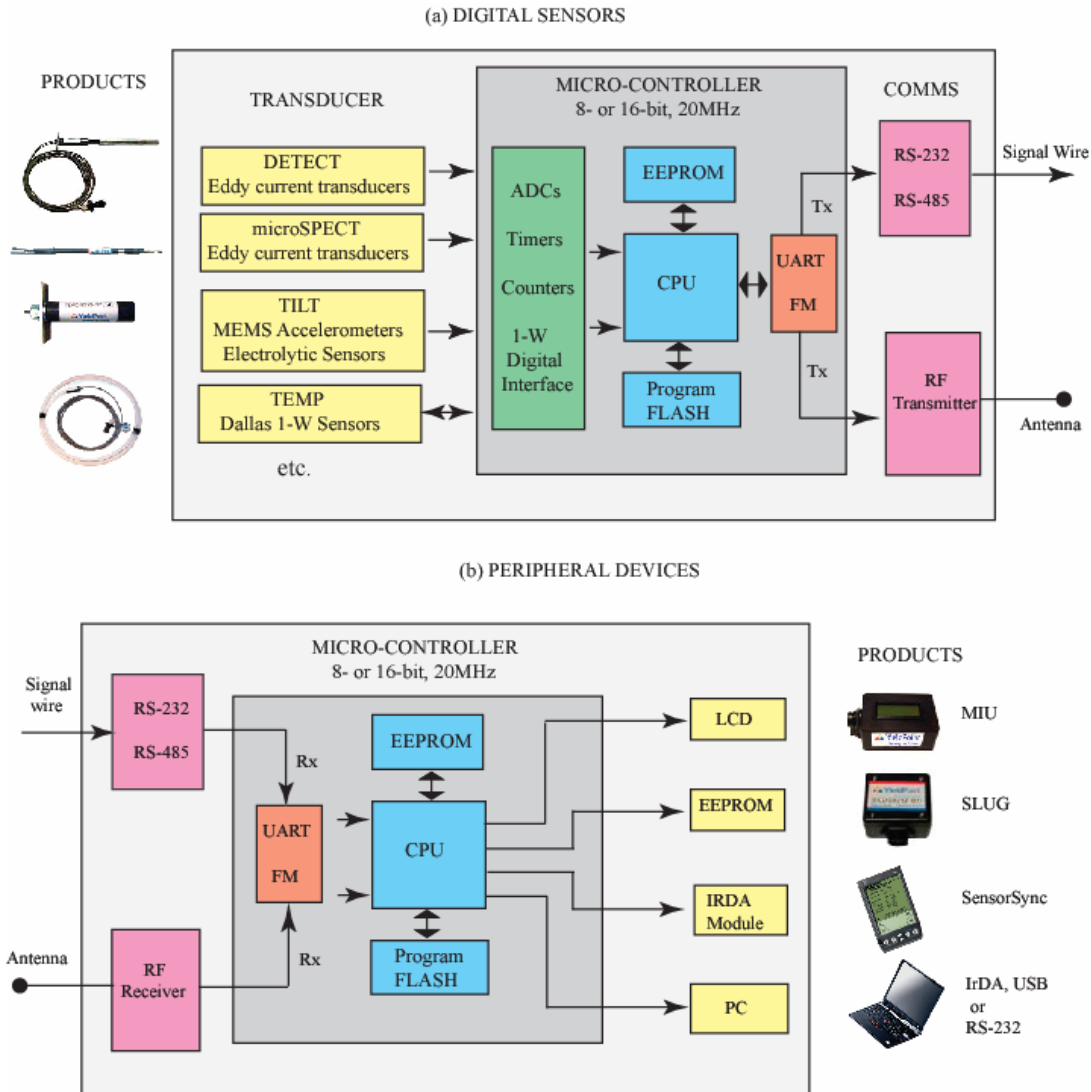 (a) DIGITAL SENSORS
PRODUCTS
TRANSDUCER
MICRO-CONTROLLER
8- or 16-bit, 20MHz
COMMS
DETECT
Eddy current transducers
microSPECT
Eddy current transducers
TILT
MEMS Accelerometers
Electrolytic Sensors
TEMP
Dallas 1-W Sensors
etc.
ADCs
Timers
Counters
1-W
Digital
Interface
EEPROM
CPU
Program
FLASH
UART
FM
Tx
Tx
RS-232
RS-485
Signal Wire
RF
Transmitter
Antenna
(b) PERIPHERAL DEVICES
MICRO-CONTROLLER
8- or 16-bit, 20MHz
PRODUCTS
Signal
wire
RS-232
RS-485
Rx
UART
FM
Rx
Antenna
RF
Receiver
EEPROM
CPU
Program
FLASH
LCD
EEPROM
IRDA
Module
PC
MIU
SLUG
SensorSync
IrDA, USB
or
RS-232